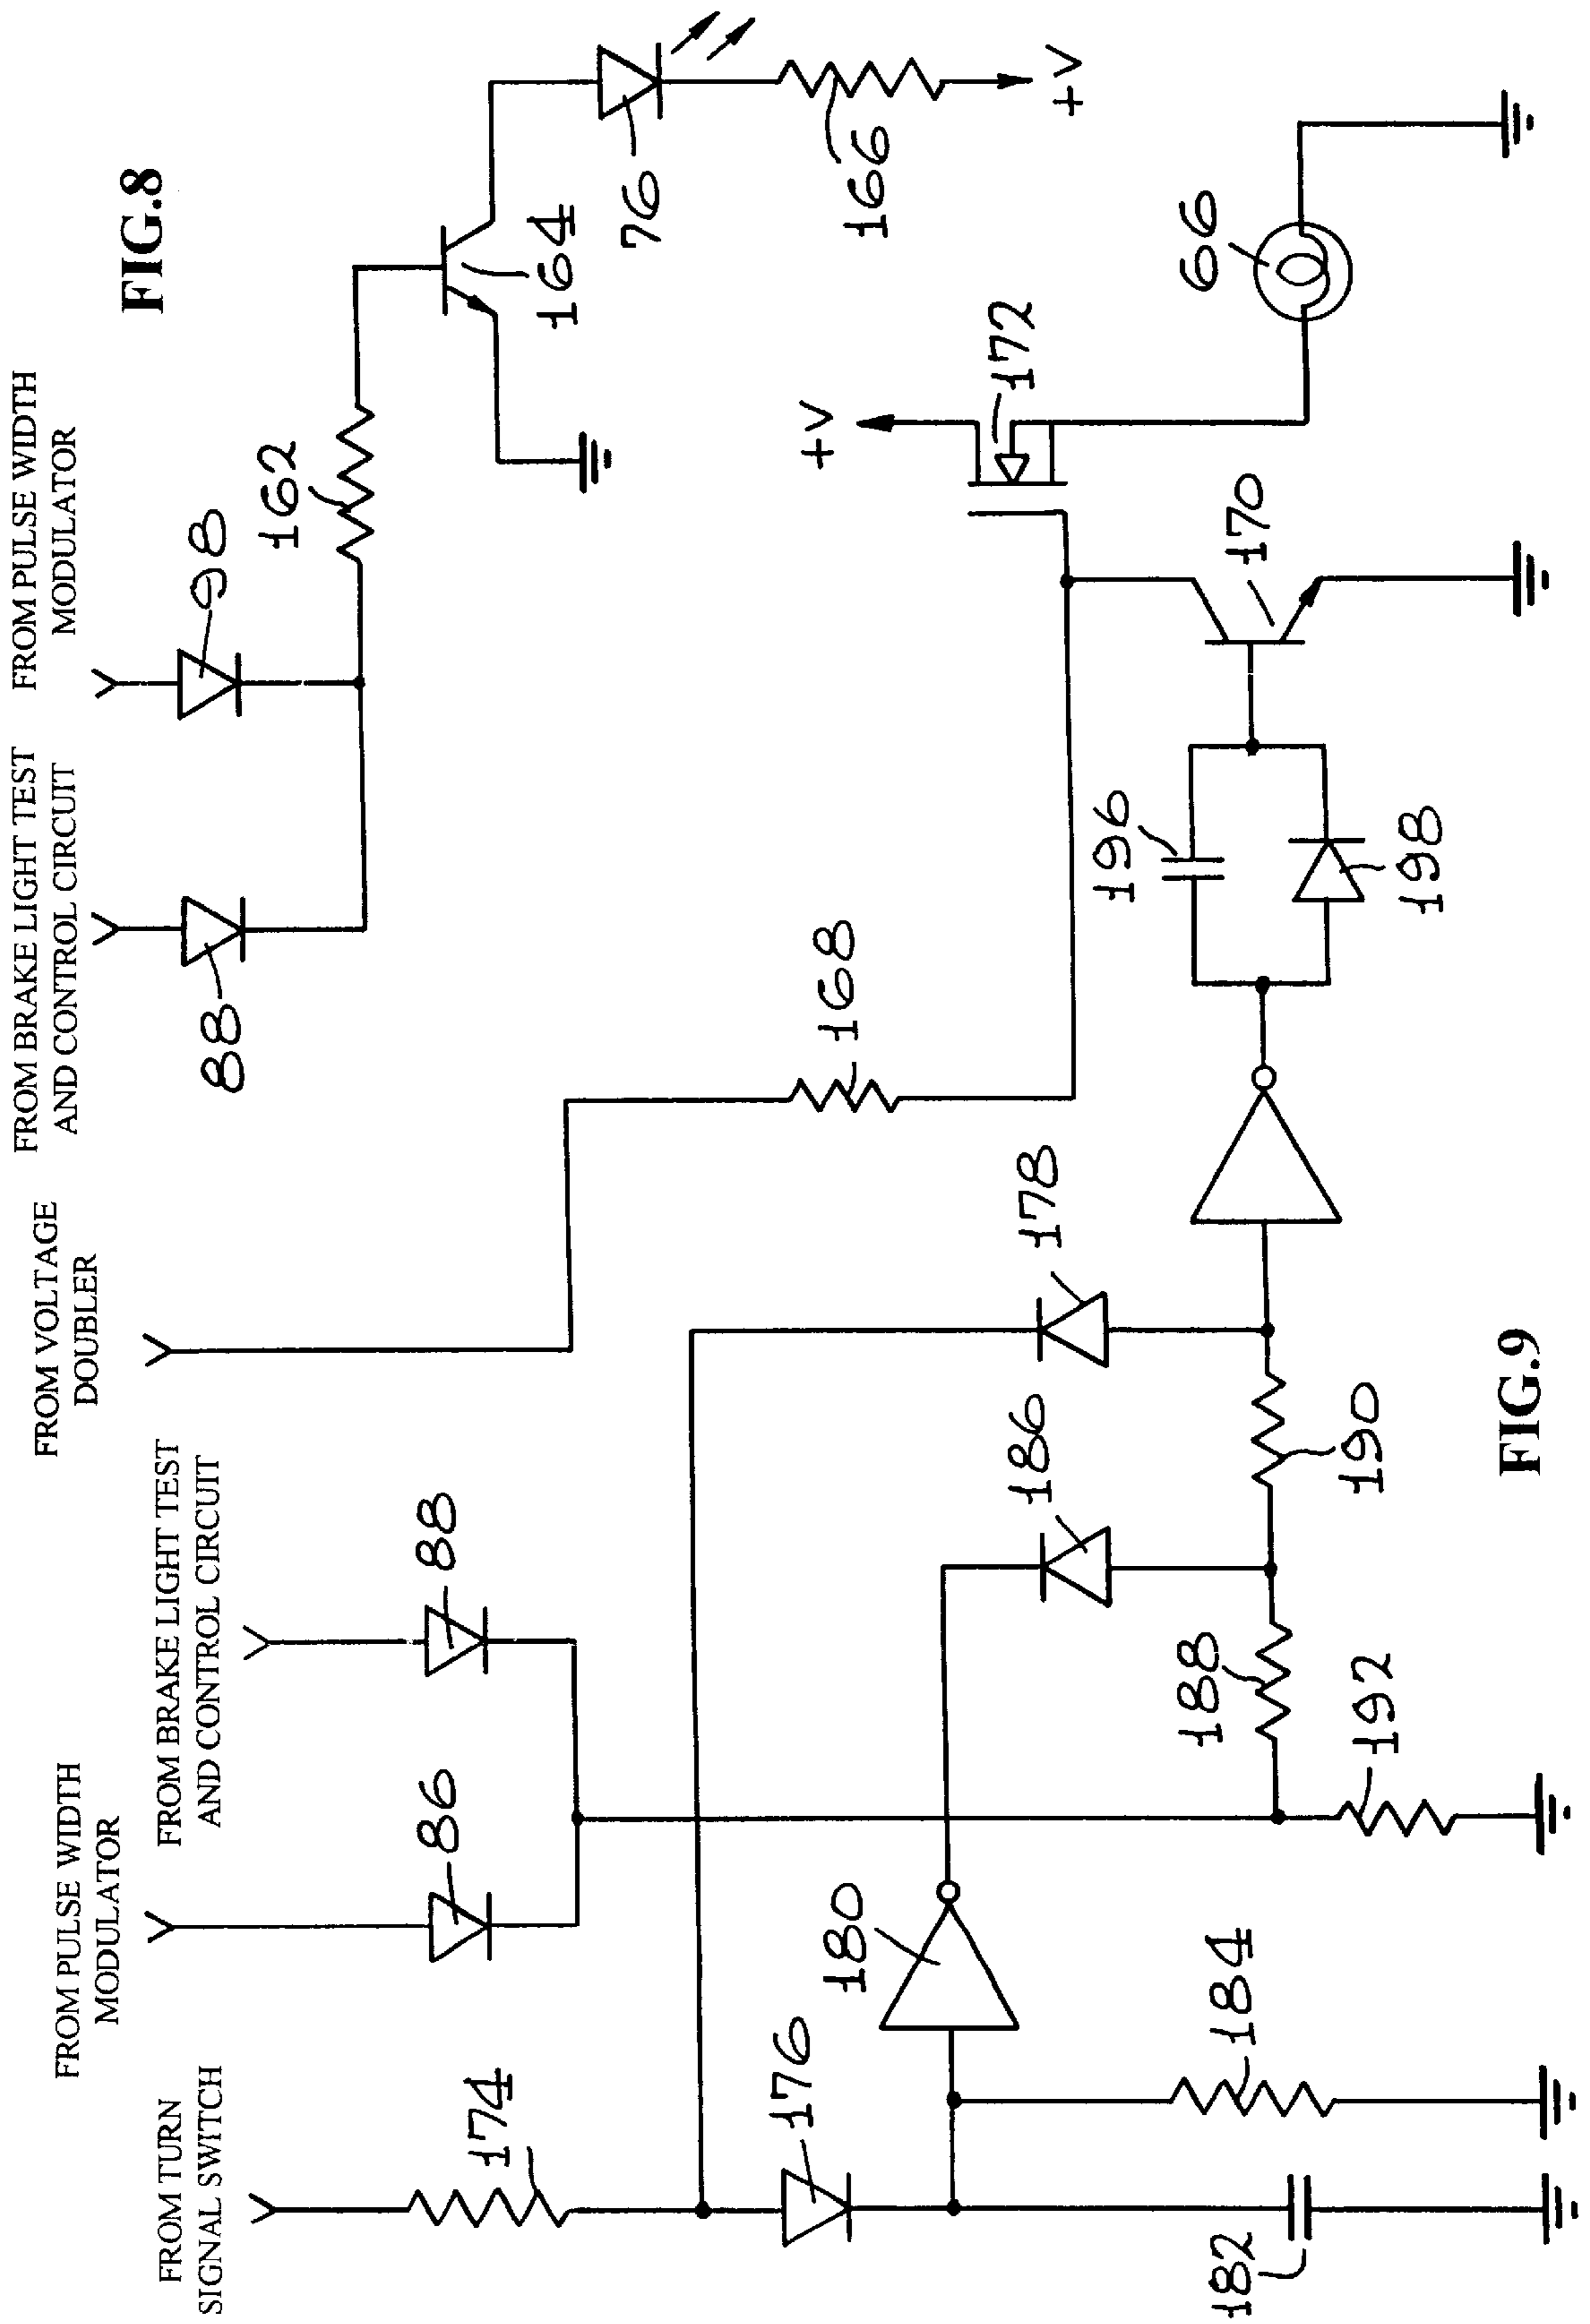 FIG.8
FROM PULSE WIDTH
MODULATOR
FROM BRAKE LIGHT TEST
AND CONTROL CIRCUIT
98
88
162
164
76
166
+V
FROM VOLTAGE
DOUBLER
FROM BRAKE LIGHT TEST
AND CONTROL CIRCUIT
FROM PULSE WIDTH
MODULATOR
FROM TURN
SIGNAL SWITCH
88
86
174
168
+V
172
66
170
196
198
178
186
190
188
192
180
176
184
182
FIG.9